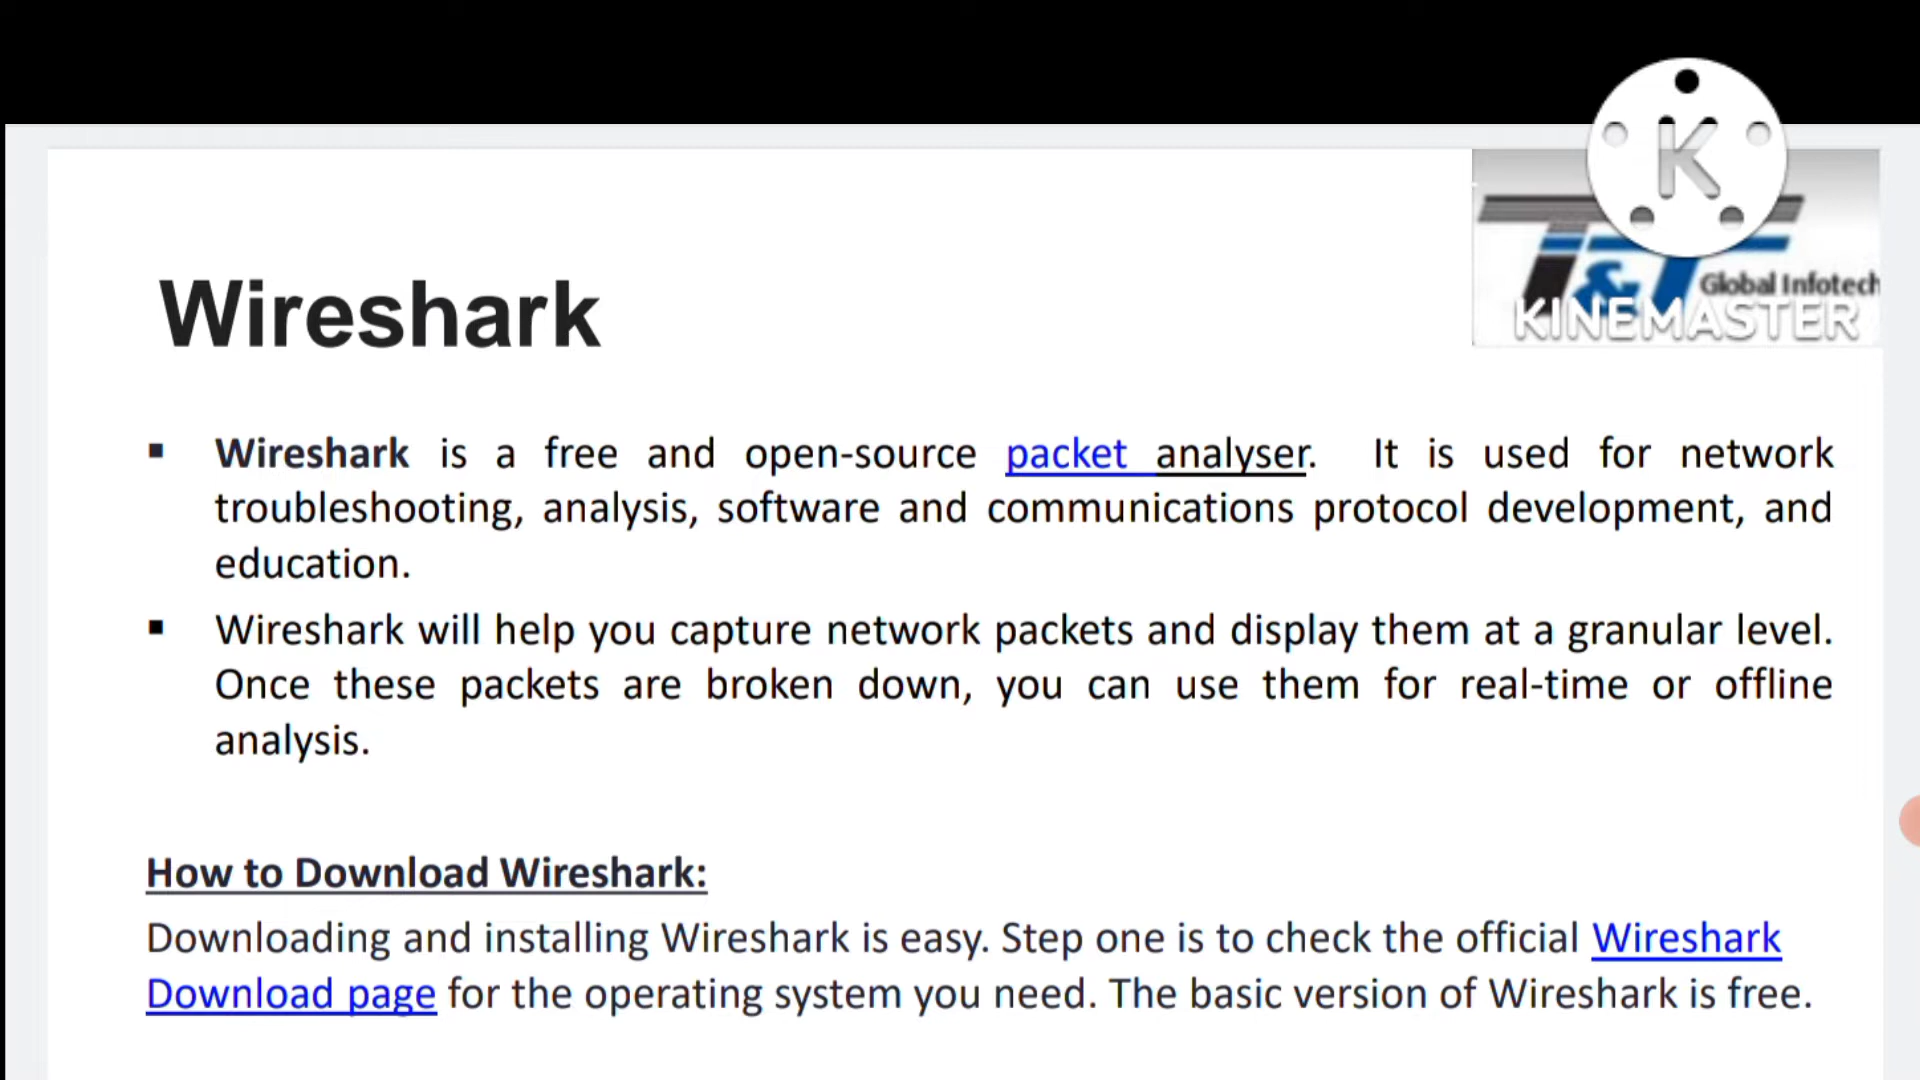 K
T&T
Global Infotech
KINEMASTER
Wireshark
▪ Wireshark is a free and open-source packet analyser. It is used for network
troubleshooting, analysis, software and communications protocol development, and
education.
▪ Wireshark will help you capture network packets and display them at a granular level.
Once these packets are broken down, you can use them for real-time or offline
analysis.
How to Download Wireshark:
Downloading and installing Wireshark is easy. Step one is to check the official Wireshark
Download page for the operating system you need. The basic version of Wireshark is free.